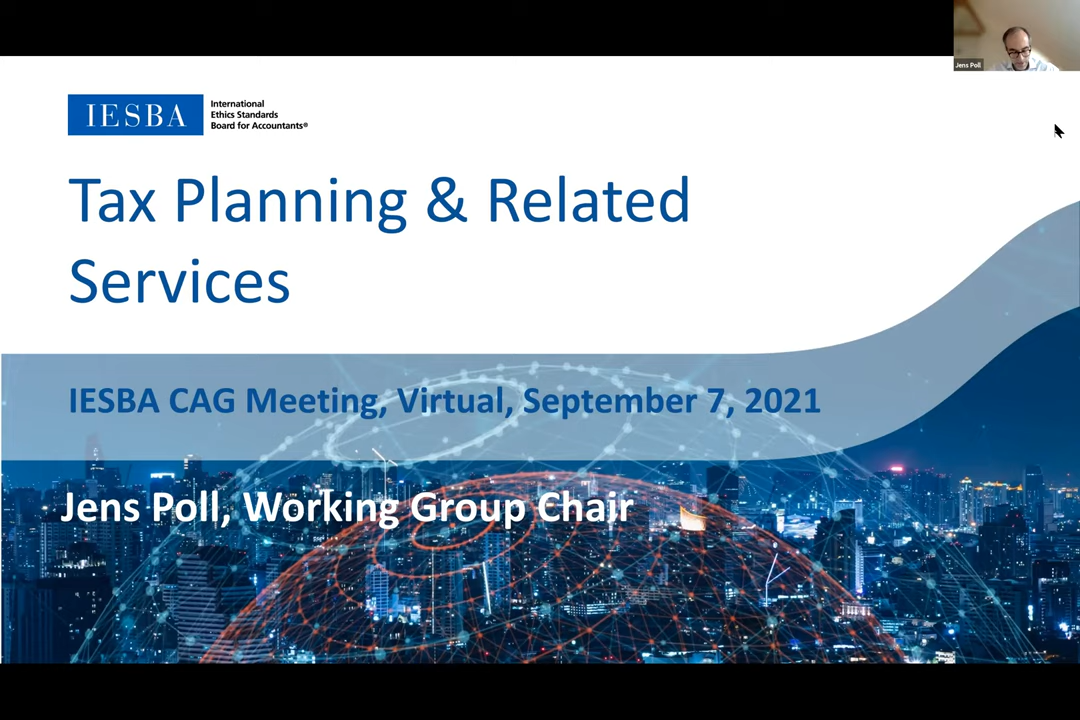 Jens Poll
IESBA
International
Ethics Standards
Board for Accountants®
Tax Planning & Related
Services
IESBA CAG Meeting, Virtual, September 7, 2021
Jens Poll, Working Group Chair